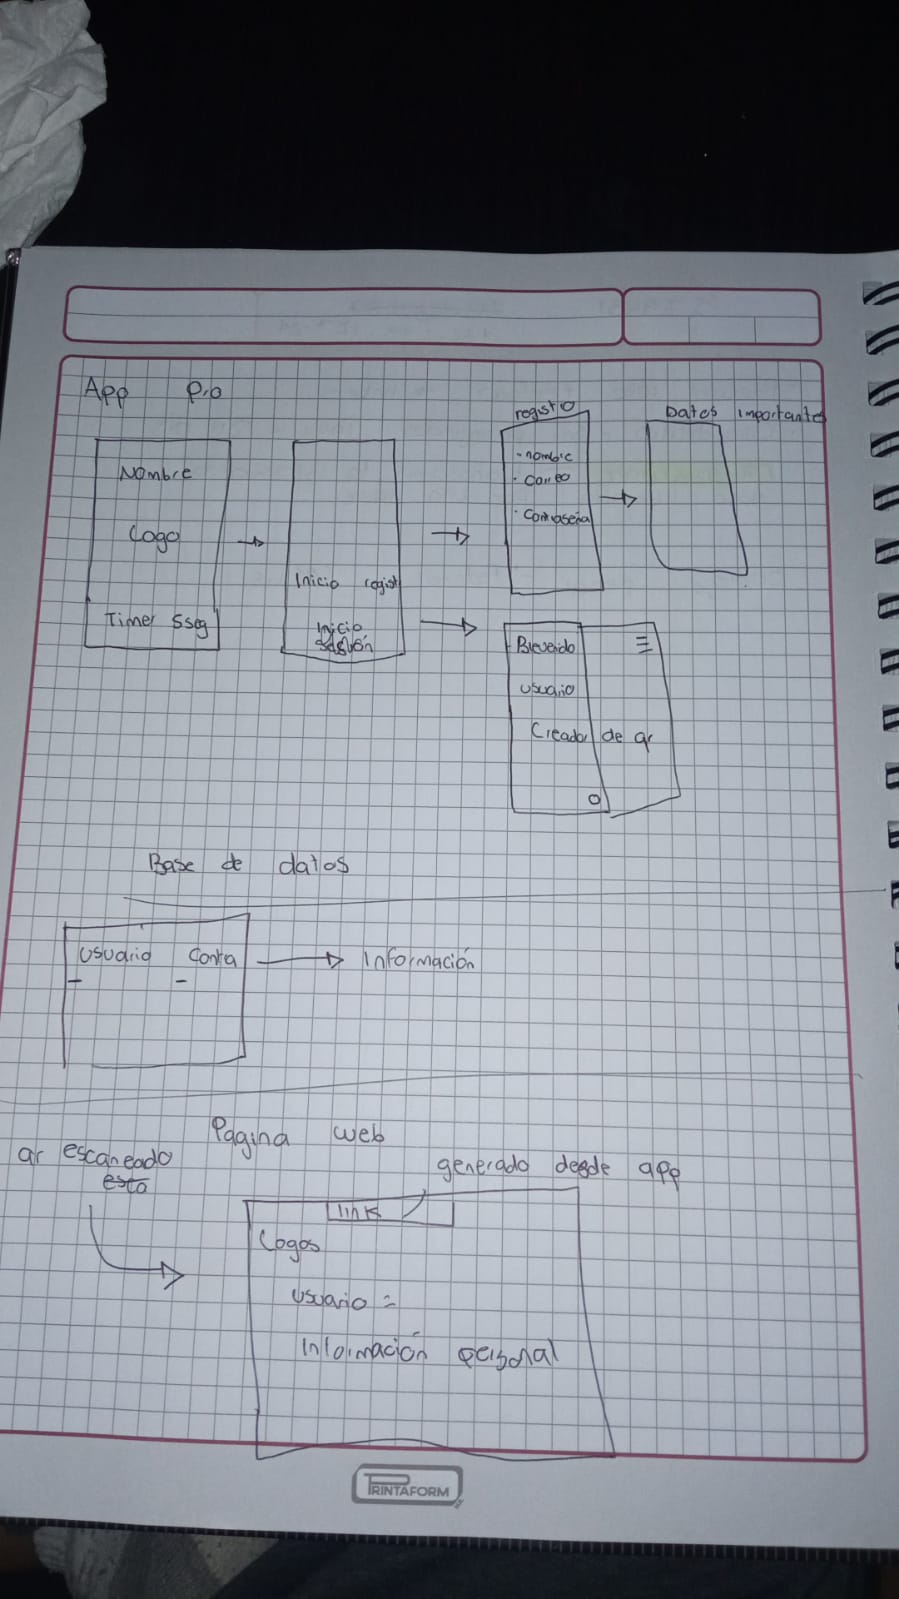 App
registro
Datos importantes
Nombre
Logo
Timer 5seg
Inicio regist
Inicio
sesión
- nombre
· correo
· contraseña
Bievenido
usuario
Creador de qr
Base de datos
Usuario Contra
Información
Pagina web
qr escaneado
esto
generado desde app
link
Logos
Usuario =
Información personal
PRINTAFORM